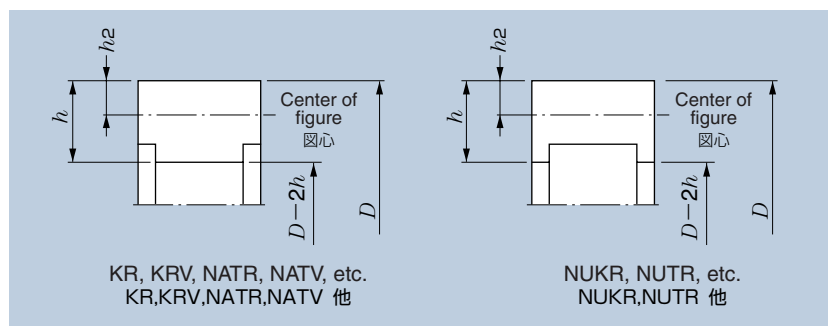 h2
h
Center of
figure
図心
D−2h
D
KR, KRV, NATR, NATV, etc.
KR,KRV,NATR,NATV 他
h2
h
Center of
figure
図心
D−2h
D
NUKR, NUTR, etc.
NUKR,NUTR 他